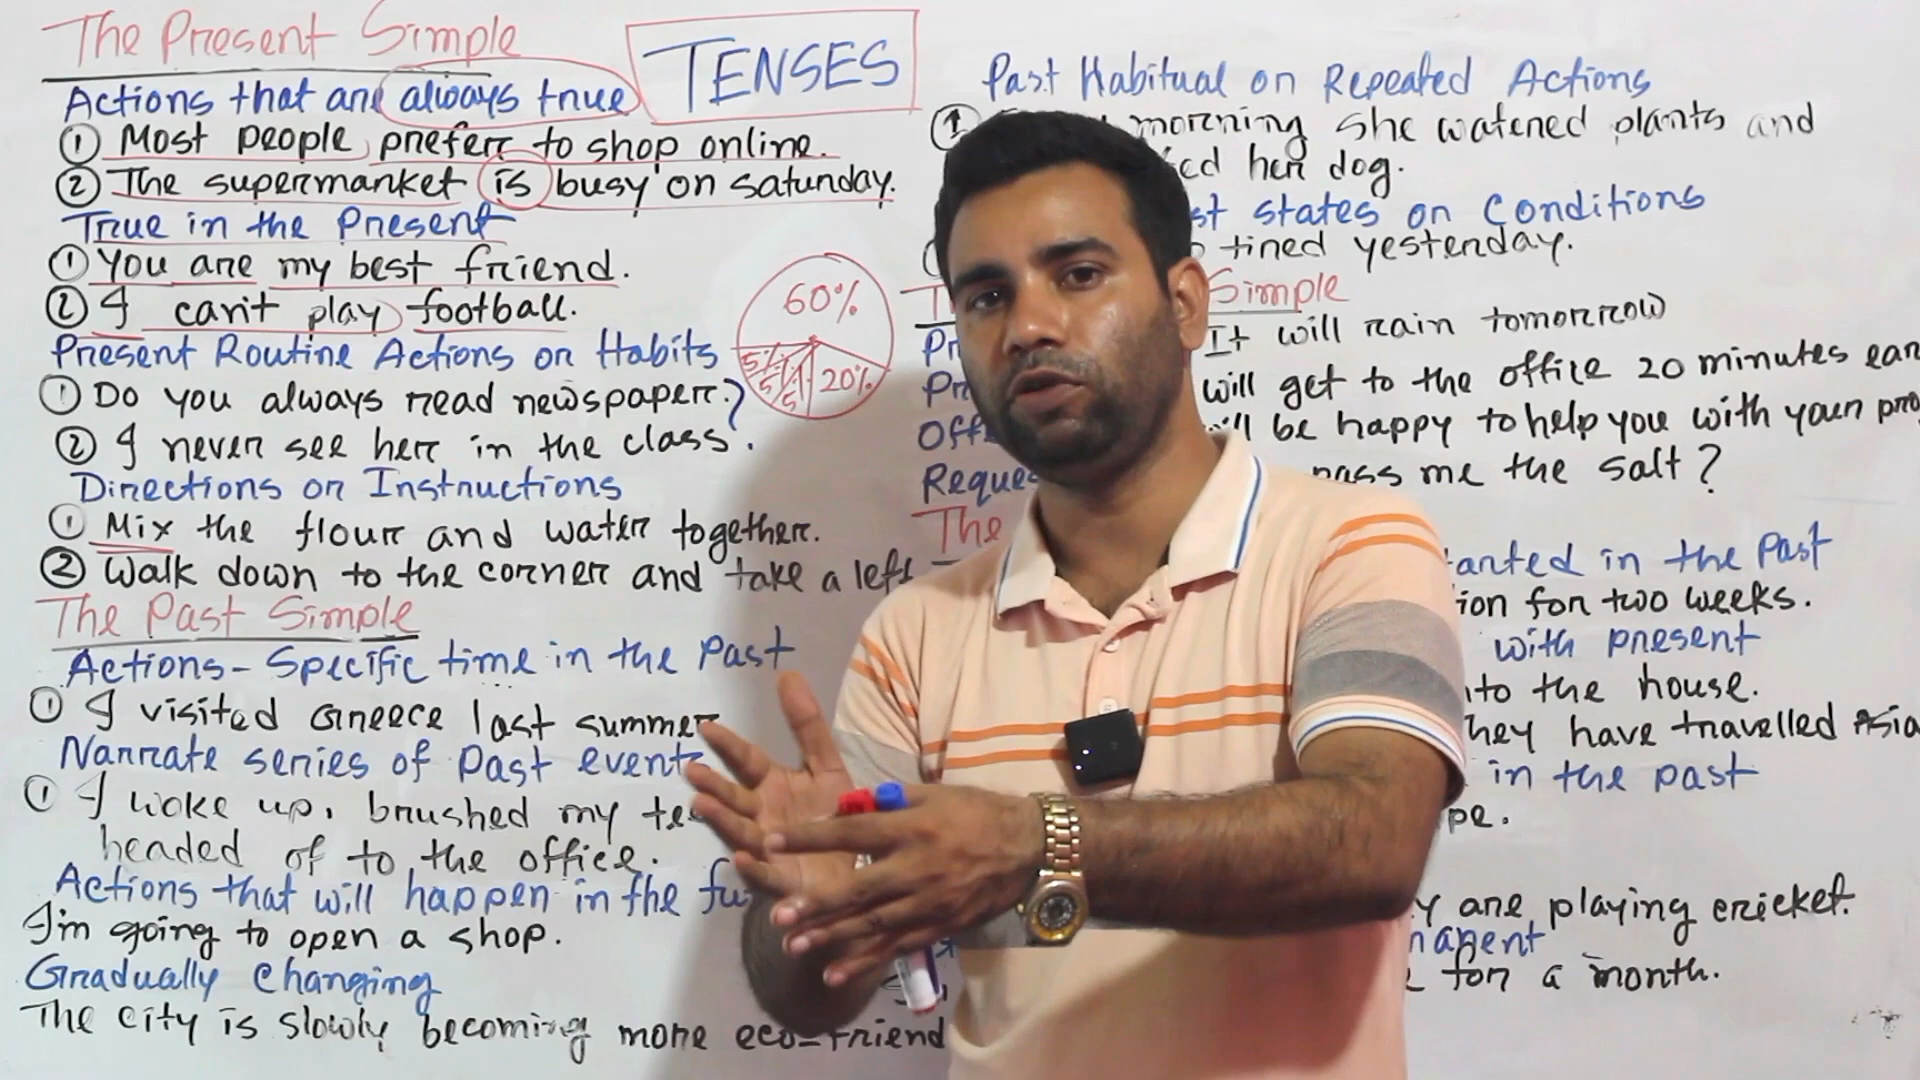 The Present Simple
TENSES
Actions that are always true
① Most people prefer to shop online.
② The supermarket is busy on saturday.
True in the Present
① You are my best friend.
② I can't play football.
Present Routine Actions or Habits
① Do you always read newspaper?
② I never see her in the class.
Directions or Instructions
① Mix the flour and water together.
② Walk down to the corner and take a left
The Past Simple
Actions - Specific time in the Past
① I visited Greece last summer
Narrate series of Past events
① I woke up, brushed my
headed of to the office.
Actions that will happen in the
I'm going to open a shop.
Gradually Changing
The city is slowly becoming more eco-friend
60%
5%
5
5
20%
Past Habitual or Repeated Actions
① morning she watered plants and
her dog.
states or Conditions
tired yesterday.
Simple
It will rain tomorrow
will get to the office 20 minutes
be happy to help you with your
pass me the salt?
The
in the Past
for two weeks.
with present
to the house.
have travelled Asia
in the past
are playing cricket.
for a month.